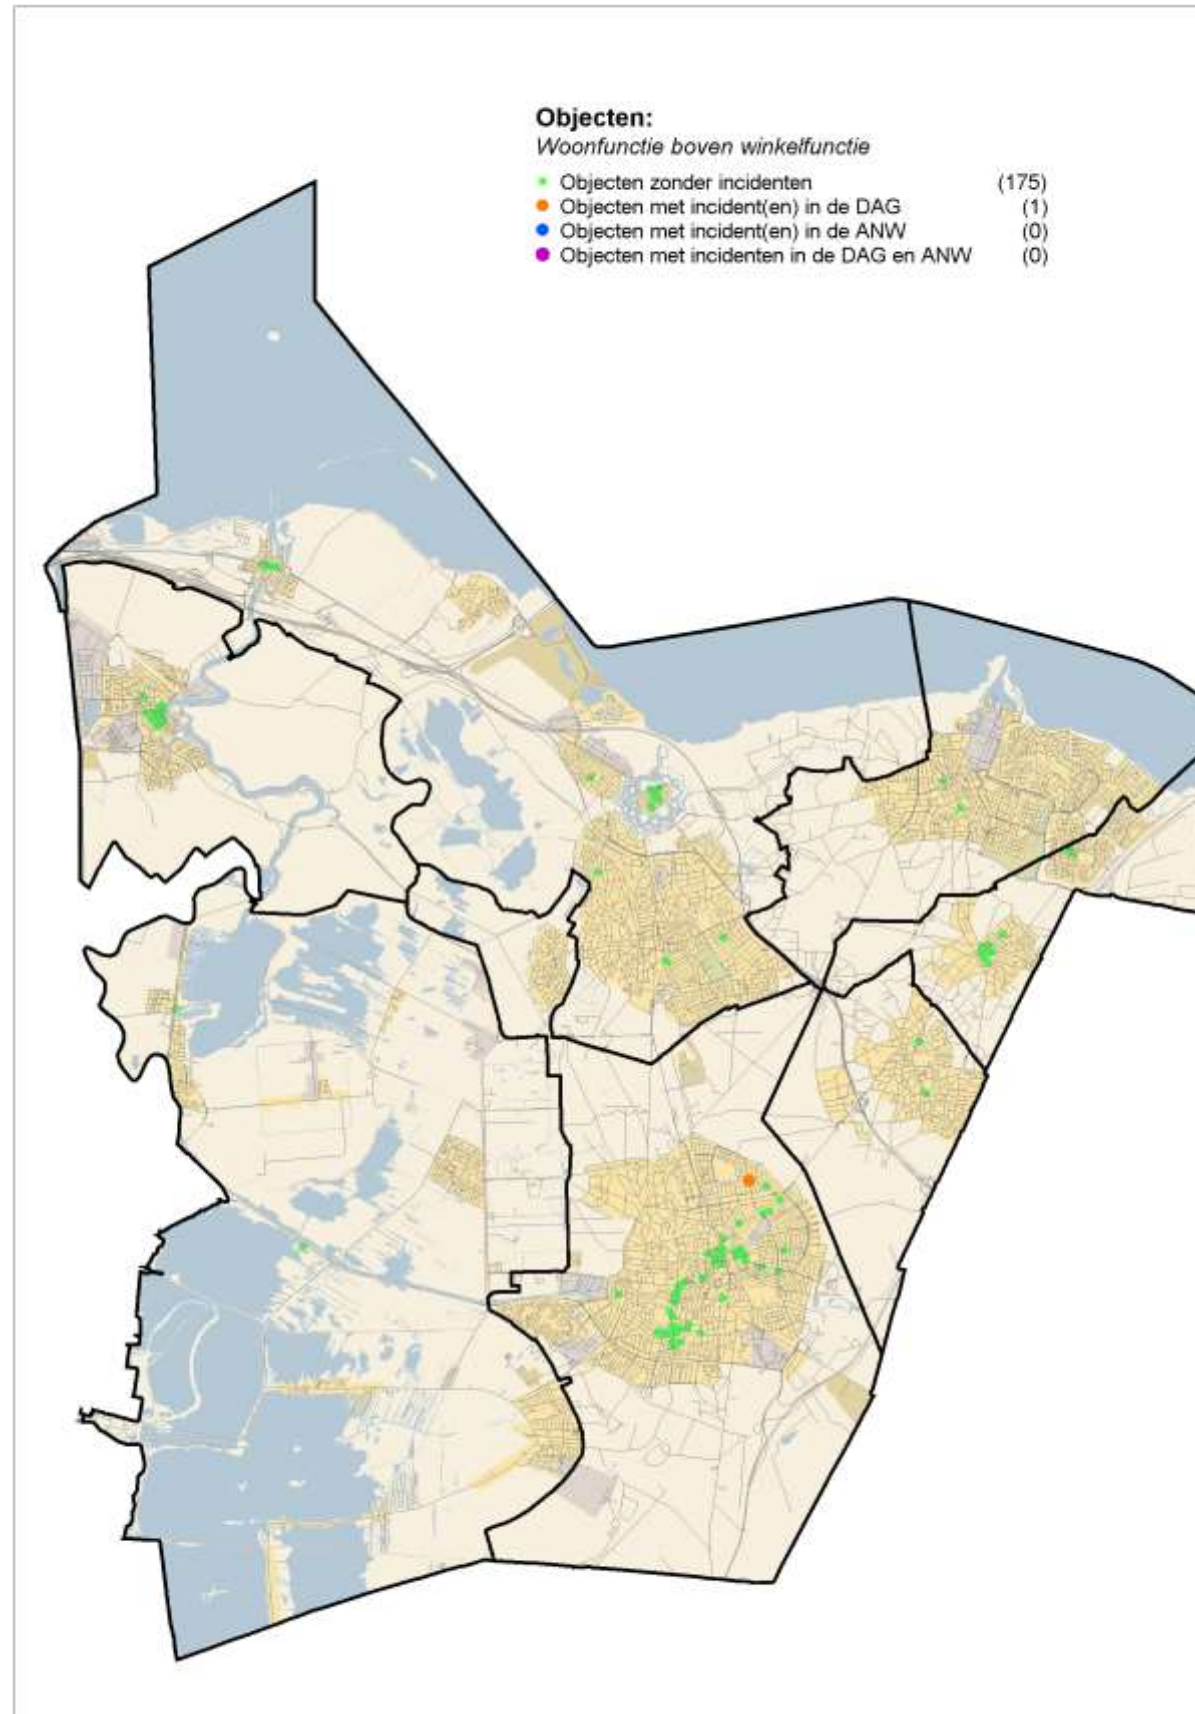 Objecten:
Woonfunctie boven winkelfunctie
Objecten zonder incidenten (175)
Objecten met incident(en) in de DAG (1)
Objecten met incident(en) in de ANW (0)
Objecten met incidenten in de DAG en ANW (0)